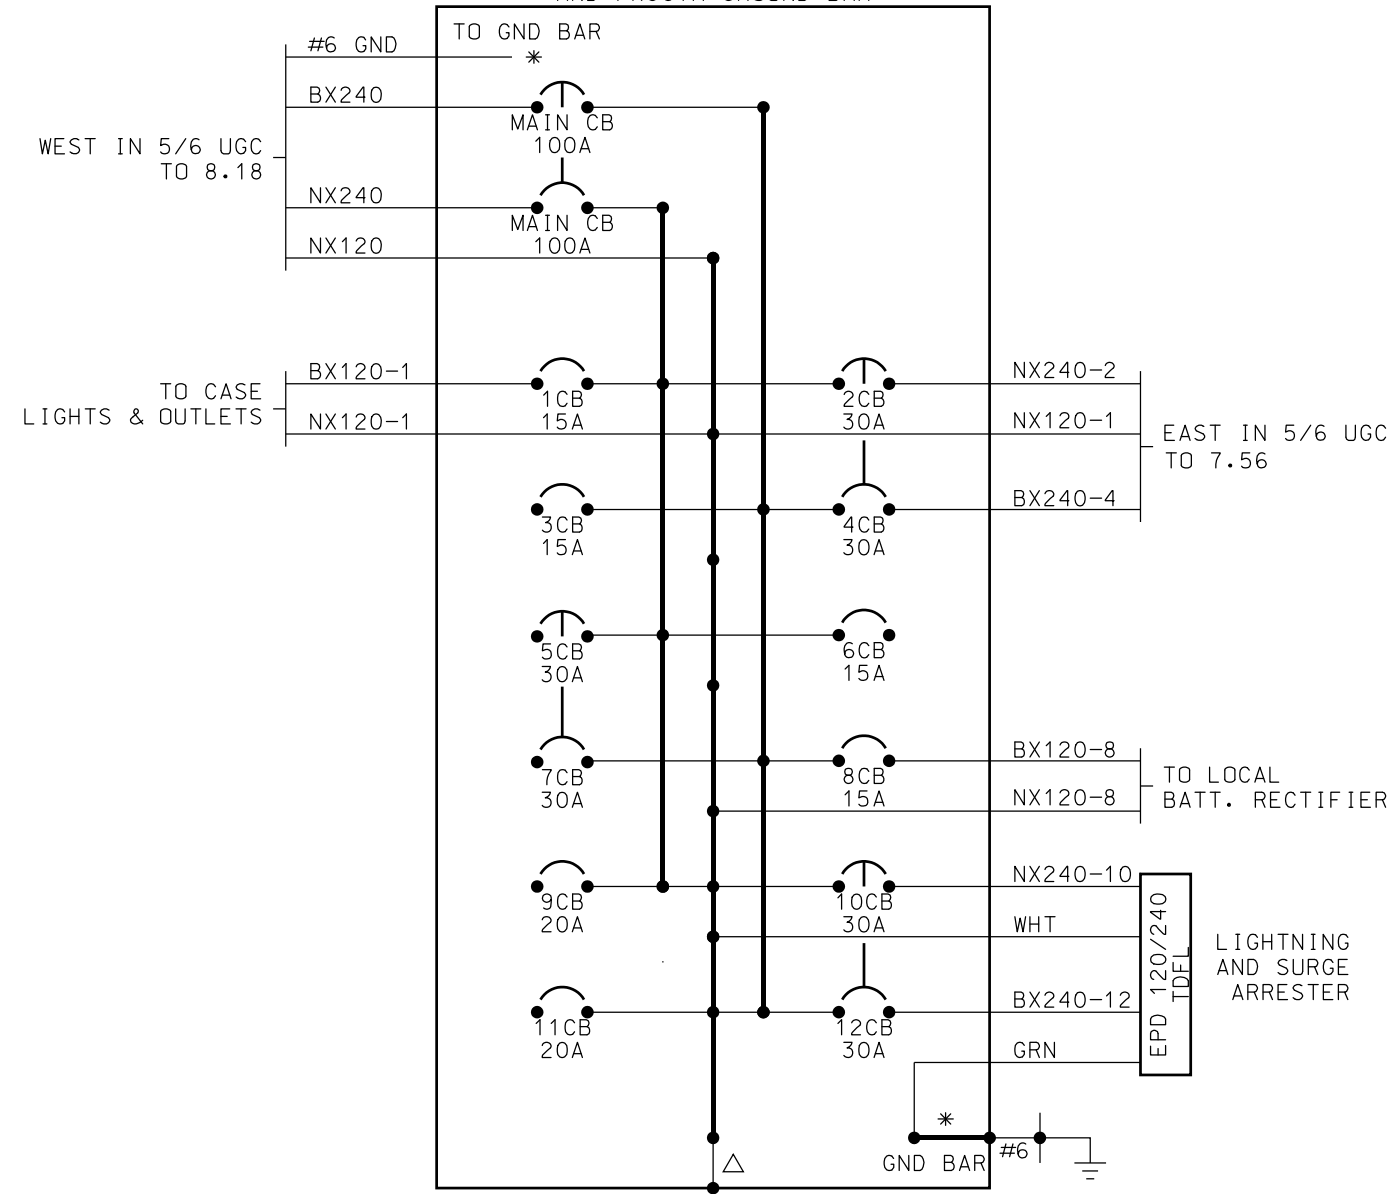 TO GND BAR
#6 GND
*
BX240
MAIN CB
100A
WEST IN 5/6 UGC
TO 8.18
NX240
MAIN CB
100A
NX120
BX120-1
TO CASE
LIGHTS & OUTLETS
NX120-1
1CB
15A
2CB
30A
NX240-2
NX120-1
EAST IN 5/6 UGC
TO 7.56
BX240-4
3CB
15A
4CB
30A
5CB
30A
6CB
15A
7CB
30A
8CB
15A
BX120-8
NX120-8
TO LOCAL
BATT. RECTIFIER
9CB
20A
10CB
30A
NX240-10
WHT
EPD 120/240
TDFL
LIGHTNING
AND SURGE
ARRESTER
11CB
20A
12CB
30A
BX240-12
GRN
*
GND BAR
#6